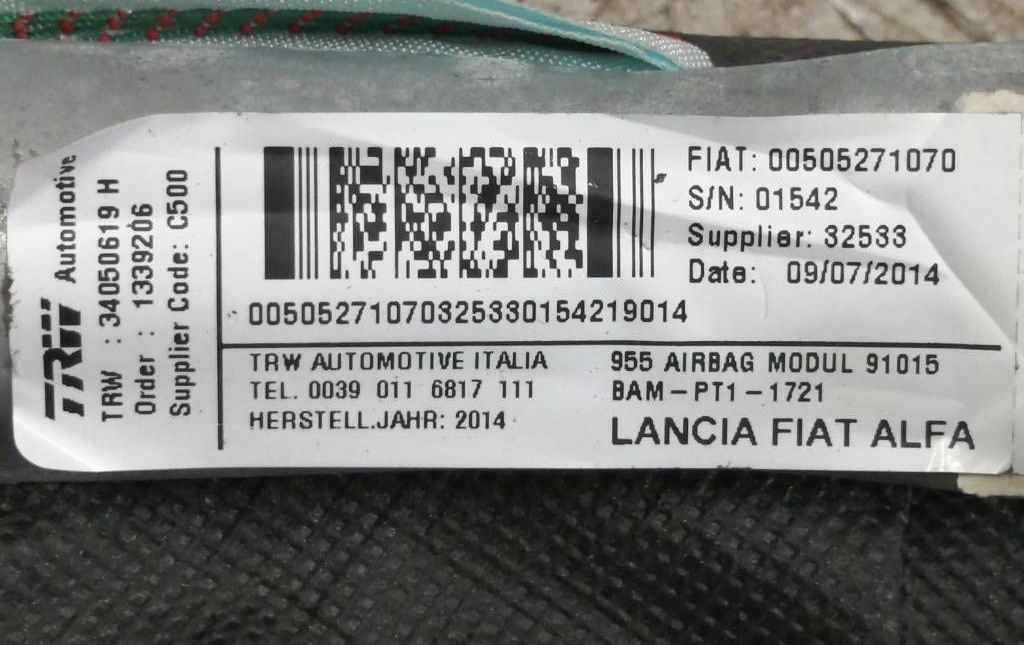 TRW Automotive
TRW : 34050619 H
Order : 1339206
Supplier Code: C500
FIAT: 00505271070
S/N: 01542
Supplier: 32533
Date: 09/07/2014
00505271070325330154219014
TRW AUTOMOTIVE ITALIA
TEL. 0039 011 6817 111
HERSTELL.JAHR: 2014
955 AIRBAG MODUL 91015
BAM-PT1-1721
LANCIA FIAT ALFA